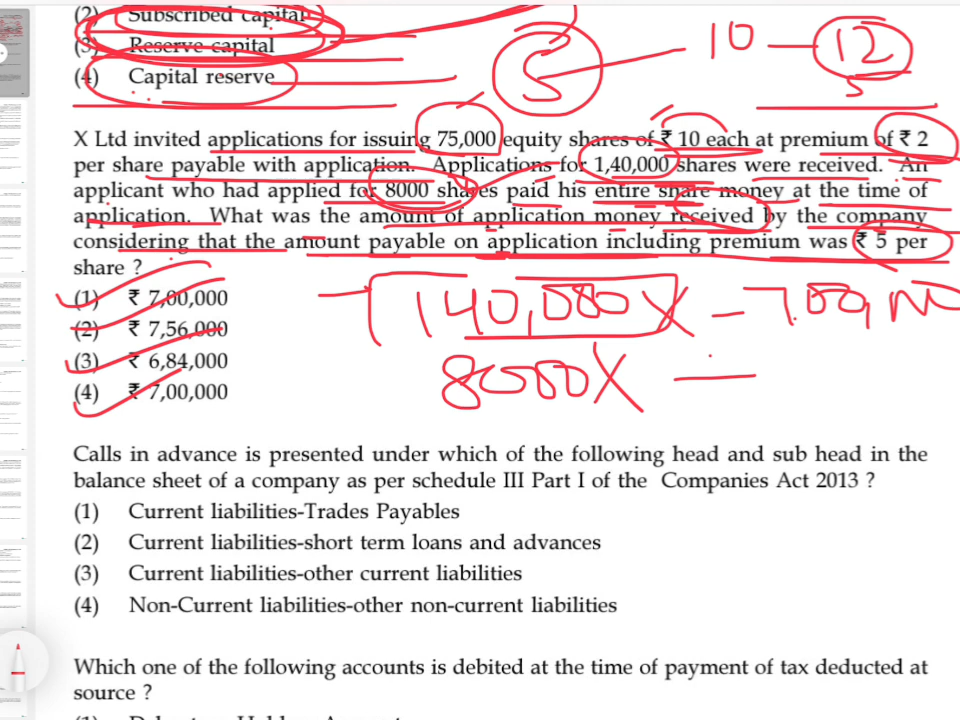 (2) Subscribed capital
(3) Reserve capital
(4) Capital reserve
5 10 12
5
X Ltd invited applications for issuing 75,000 equity shares of ₹ 10 each at premium of ₹ 2
per share payable with application. Applications for 1,40,000 shares were received. An
applicant who had applied for 8000 shares paid his entire share money at the time of
application. What was the amount of application money received by the company
considering that the amount payable on application including premium was ₹ 5 per
share ?
(1) ₹ 7,00,000
(2) ₹ 7,56,000
(3) ₹ 6,84,000
(4) ₹ 7,00,000
8000X
Calls in advance is presented under which of the following head and sub head in the
balance sheet of a company as per schedule III Part I of the Companies Act 2013 ?
(1) Current liabilities-Trades Payables
(2) Current liabilities-short term loans and advances
(3) Current liabilities-other current liabilities
(4) Non-Current liabilities-other non-current liabilities
Which one of the following accounts is debited at the time of payment of tax deducted at
source ?